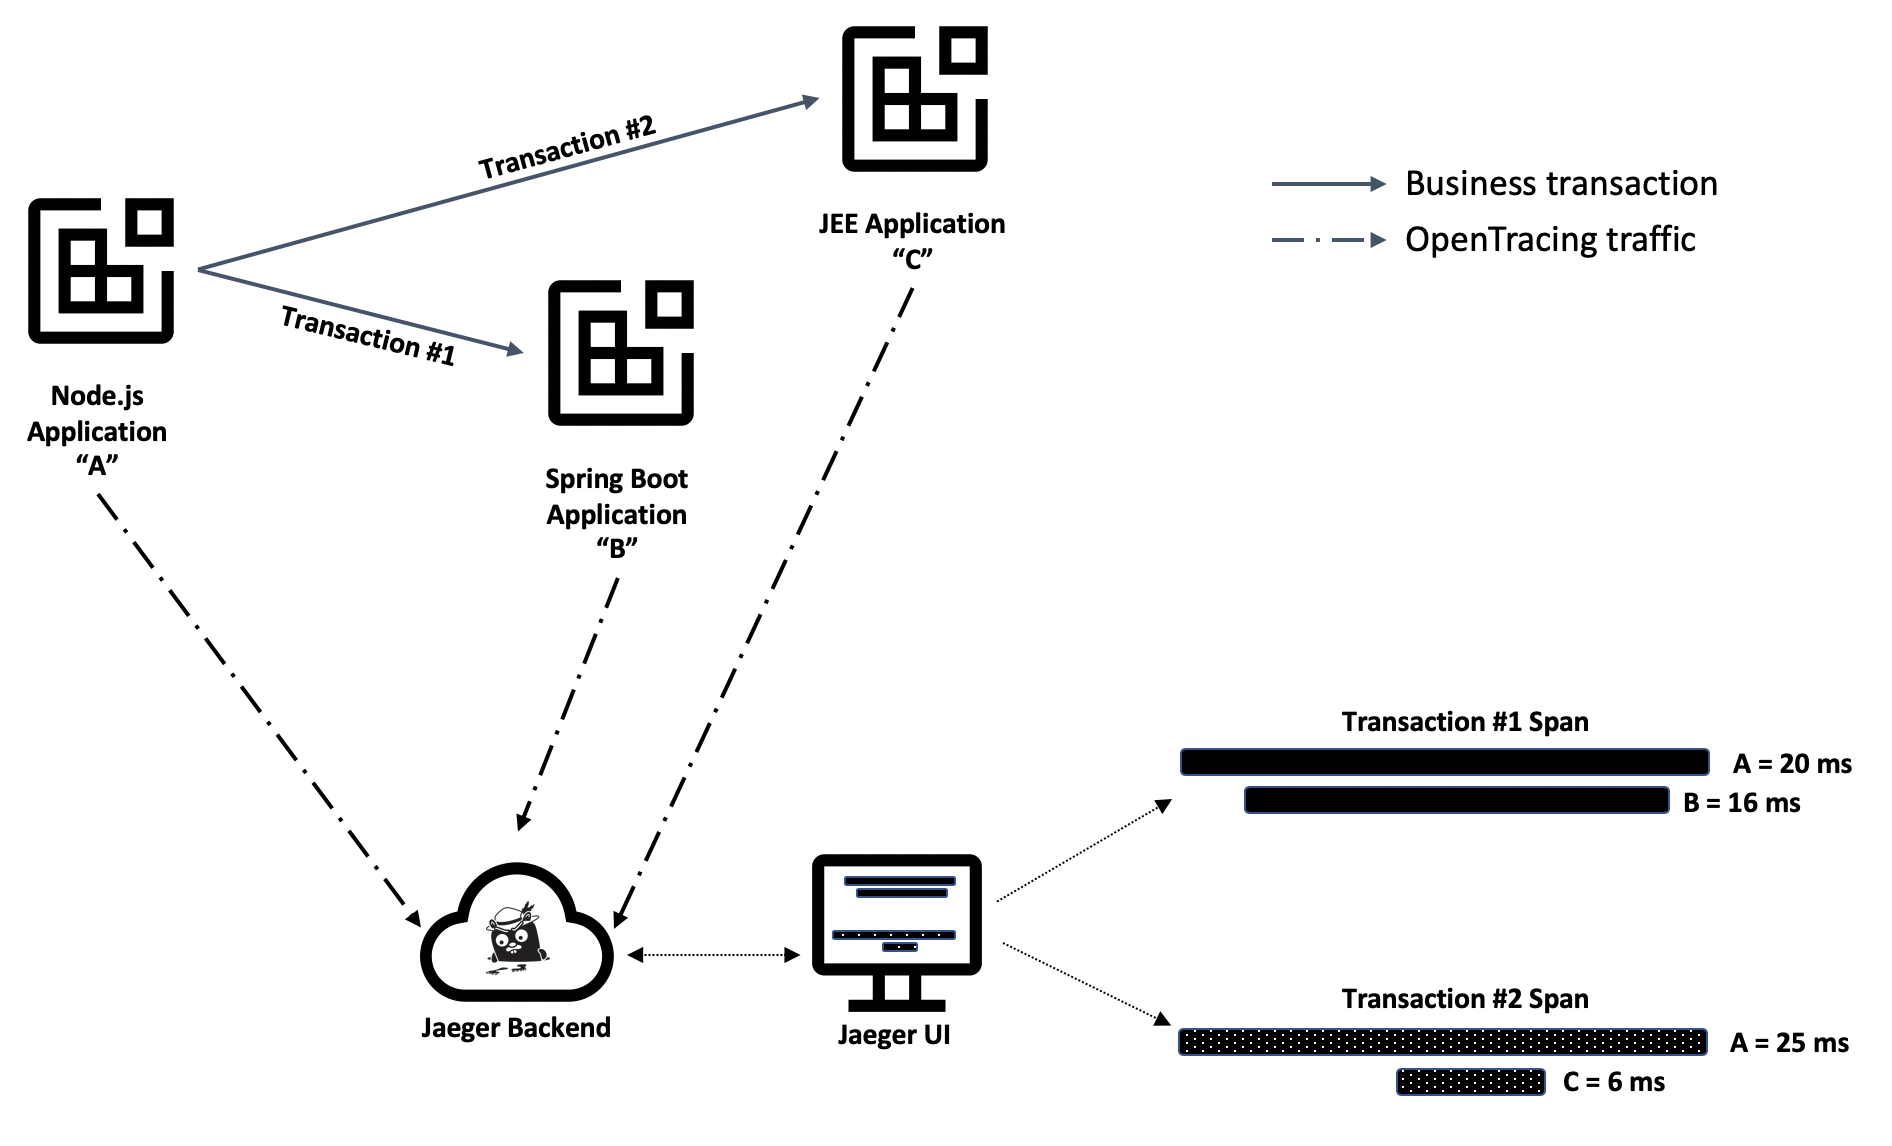 Transaction #2
Transaction #1
JEE Application
“C”
Business transaction
OpenTracing traffic
Node.js
Application
“A”
Spring Boot
Application
“B”
Transaction #1 Span
A = 20 ms
B = 16 ms
Jaeger Backend
Jaeger UI
Transaction #2 Span
A = 25 ms
C = 6 ms